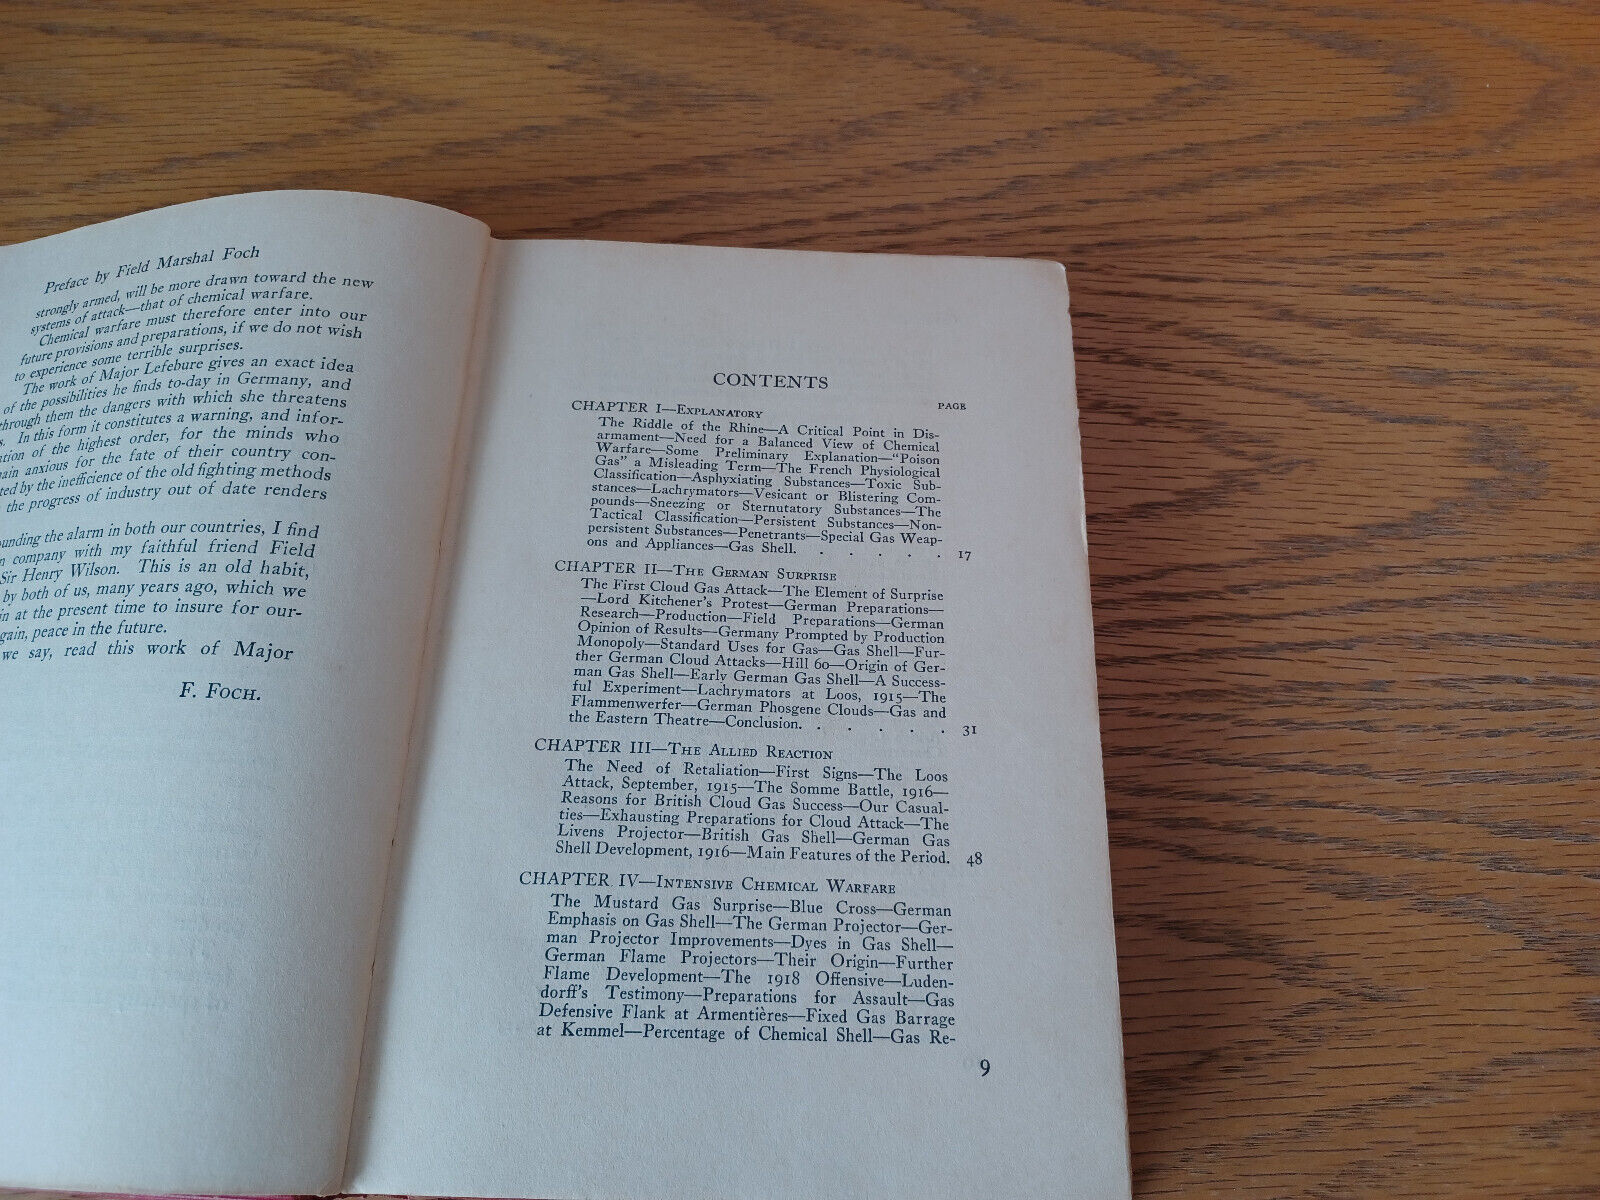 Preface by Field Marshal Foch
strongly armed, will be more drawn toward the new
systems of attack—that of chemical warfare.
Chemical warfare must therefore enter into our
future provisions and preparations, if we do not wish
to experience some terrible surprises.
The work of Major Lefebure gives an exact idea
of the possibilities he finds to-day in Germany, and
through them the dangers with which she threatens
In this form it constitutes a warning, and infor-
of the highest order, for the minds who
anxious for the fate of their country con-
by the inefficience of the old fighting methods
the progress of industry out of date renders
the alarm in both our countries, I find
company with my faithful friend Field
Sir Henry Wilson. This is an old habit,
by both of us, many years ago, which we
at the present time to insure for our-
peace in the future.
we say, read this work of Major
F. FOCH.
CONTENTS
PAGE
CHAPTER I—EXPLANATORY
The Riddle of the Rhine—A Critical Point in Dis-
armament—Need for a Balanced View of Chemical
Warfare—Some Preliminary Explanation—"Poison
Gas" a Misleading Term—The French Physiological
Classification—Asphyxiating Substances—Toxic Sub-
stances—Lachrymators—Vesicant or Blistering Com-
pounds—Sneezing or Sternutatory Substances—The
Tactical Classification—Persistent Substances—Non-
persistent Substances—Penetrants—Special Gas Weap-
ons and Appliances—Gas Shell. . . . . . 17
CHAPTER II—THE GERMAN SURPRISE
The First Cloud Gas Attack—The Element of Surprise
—Lord Kitchener's Protest—German Preparations—
Research—Production—Field Preparations—German
Opinion of Results—Germany Prompted by Production
Monopoly—Standard Uses for Gas—Gas Shell—Fur-
ther German Cloud Attacks—Hill 60—Origin of Ger-
man Gas Shell—Early German Gas Shell—A Success-
ful Experiment—Lachrymators at Loos, 1915—The
Flammenwerfer—German Phosgene Clouds—Gas and
the Eastern Theatre—Conclusion. . . . . . 31
CHAPTER III—THE ALLIED REACTION
The Need of Retaliation—First Signs—The Loos
Attack, September, 1915—The Somme Battle, 1916—
Reasons for British Cloud Gas Success—Our Casual-
ties—Exhausting Preparations for Cloud Attack—The
Livens Projector—British Gas Shell—German Gas
Shell Development, 1916—Main Features of the Period. 48
CHAPTER IV—INTENSIVE CHEMICAL WARFARE
The Mustard Gas Surprise—Blue Cross—German
Emphasis on Gas Shell—The German Projector—Ger-
man Projector Improvements—Dyes in Gas Shell—
German Flame Projectors—Their Origin—Further
Flame Development—The 1918 Offensive—Luden-
dorff's Testimony—Preparations for Assault—Gas
Defensive Flank at Armentières—Fixed Gas Barrage
at Kemmel—Percentage of Chemical Shell—Gas Re-
9